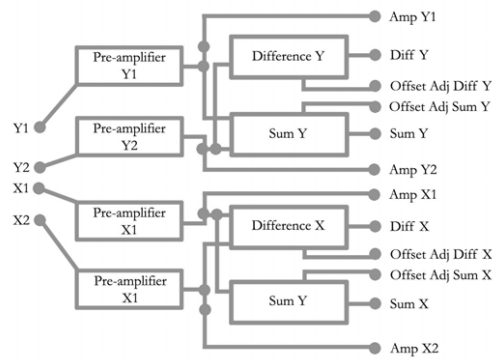 Amp Y1
Pre-amplifier
Y1
Difference Y
Diff Y
Offset Adj Diff Y
Offset Adj Sum Y
Y1
Pre-amplifier
Y2
Sum Y
Sum Y
Y2
Amp Y2
X1
Amp X1
Pre-amplifier
X1
X2
Difference X
Diff X
Offset Adj Diff X
Offset Adj Sum X
Pre-amplifier
X1
Sum Y
Sum X
Amp X2